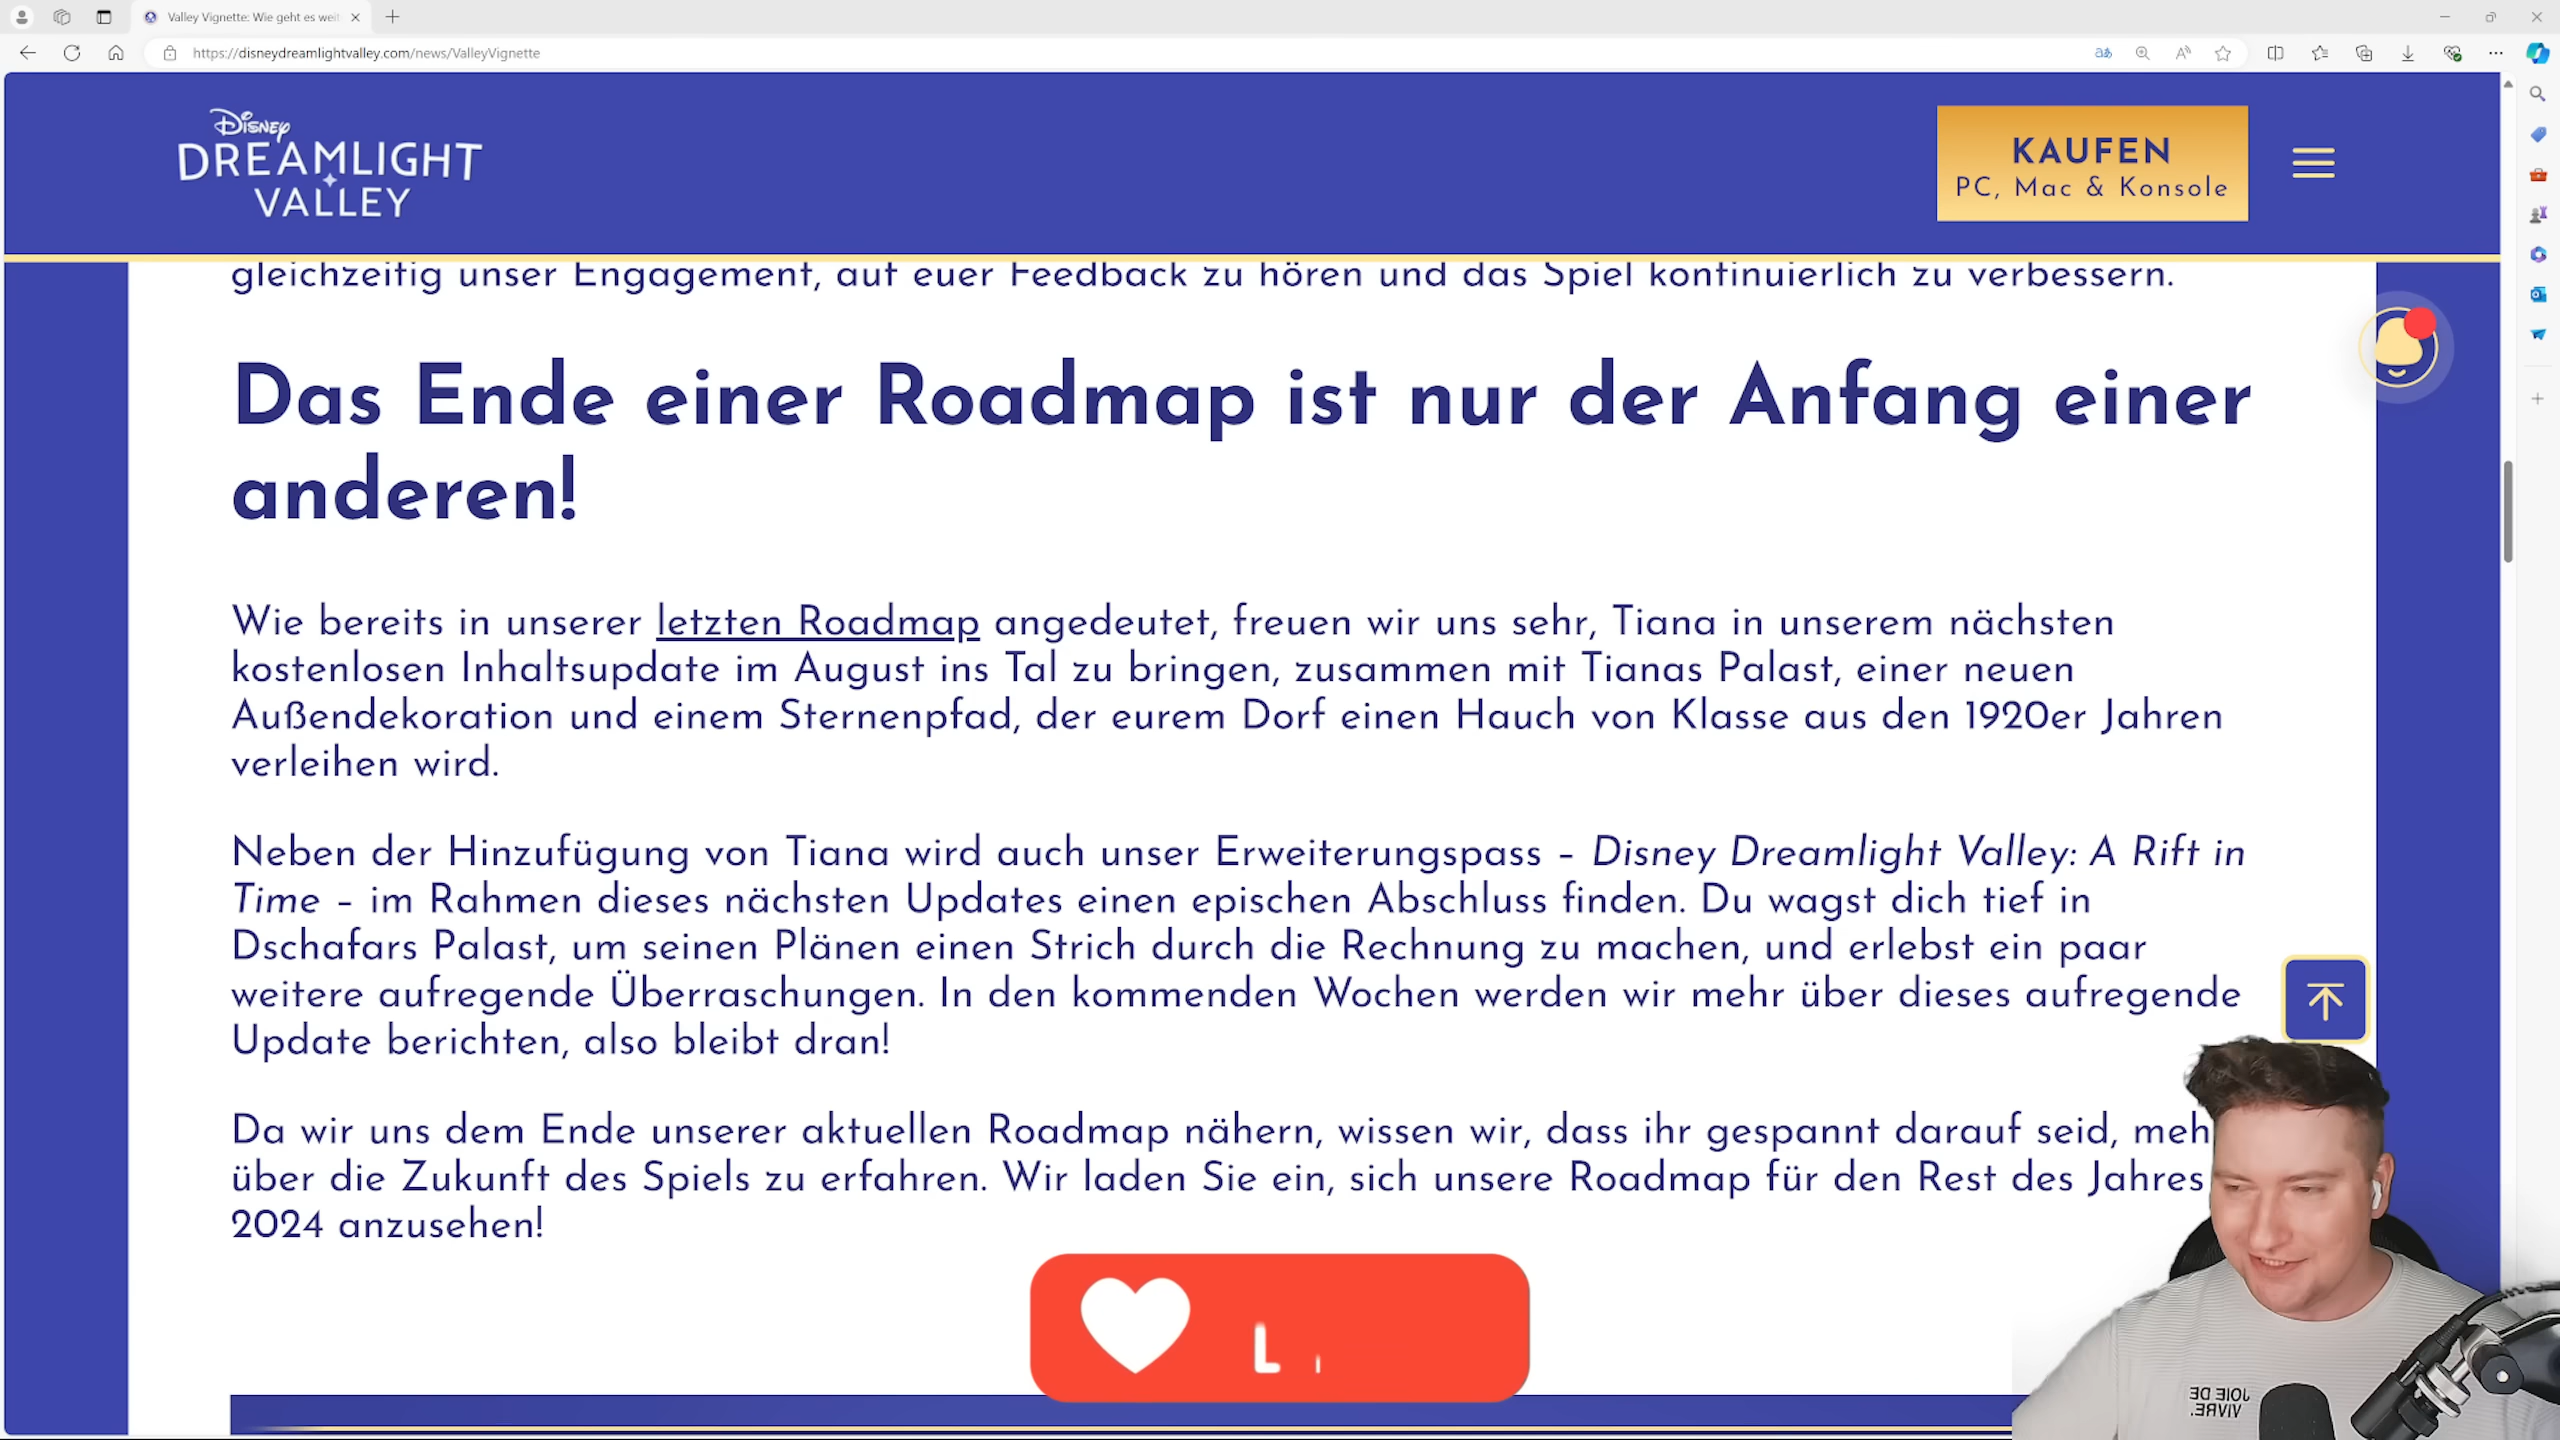 Valley Vignette: Wie geht es weit
https://disneydreamlightvalley.com/news/ValleyVignette
Disney
DREAMLIGHT
VALLEY
KAUFEN
PC, Mac & Konsole
gleichzeitig unser Engagement, auf euer Feedback zu hören und das Spiel kontinuierlich zu verbessern.
Das Ende einer Roadmap ist nur der Anfang einer
anderen!
Wie bereits in unserer letzten Roadmap angedeutet, freuen wir uns sehr, Tiana in unserem nächsten
kostenlosen Inhaltsupdate im August ins Tal zu bringen, zusammen mit Tianas Palast, einer neuen
Außendekoration und einem Sternenpfad, der eurem Dorf einen Hauch von Klasse aus den 1920er Jahren
verleihen wird.
Neben der Hinzufügung von Tiana wird auch unser Erweiterungspass – Disney Dreamlight Valley: A Rift in
Time – im Rahmen dieses nächsten Updates einen epischen Abschluss finden. Du wagst dich tief in
Dschafars Palast, um seinen Plänen einen Strich durch die Rechnung zu machen, und erlebst ein paar
weitere aufregende Überraschungen. In den kommenden Wochen werden wir mehr über dieses aufregende
Update berichten, also bleibt dran!
Da wir uns dem Ende unserer aktuellen Roadmap nähern, wissen wir, dass ihr gespannt darauf seid, meh
über die Zukunft des Spiels zu erfahren. Wir laden Sie ein, sich unsere Roadmap für den Rest des Jahres
2024 anzusehen!
L
JOIE DE
VIVRE.